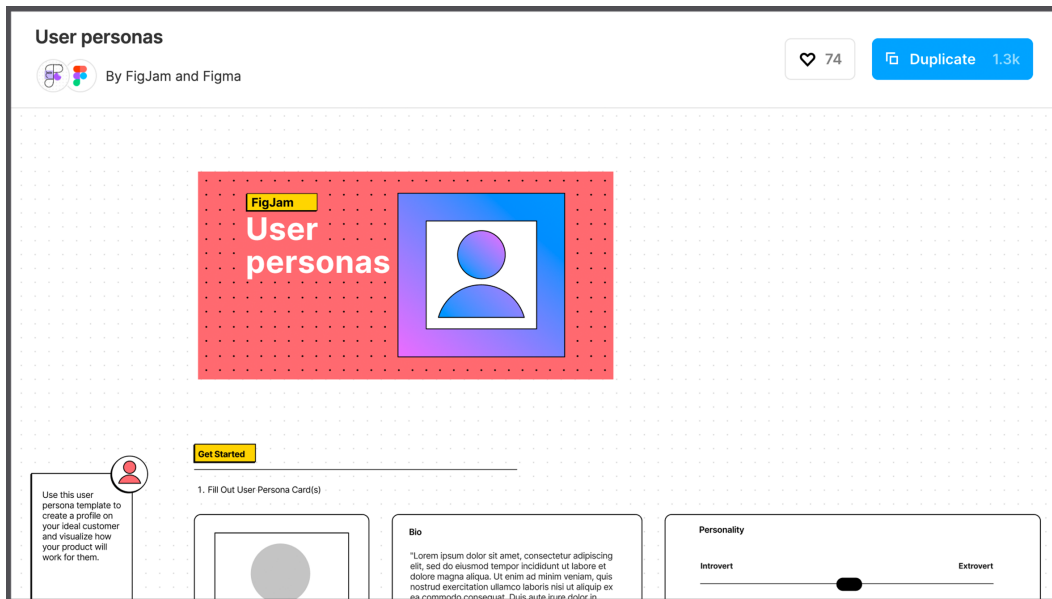 User personas
By FigJam and Figma
74
Duplicate 1.3k
FigJam
User
personas
Get Started
1. Fill Out User Persona Card(s)
Use this user
persona template to
create a profile on
your ideal customer
and visualize how
your product will
work for them.
Bio
"Lorem ipsum dolor sit amet, consectetur adipiscing
elit, sed do eiusmod tempor incididunt ut labore et
dolore magna aliqua. Ut enim ad minim veniam, quis
nostrud exercitation ullamco laboris nisi ut aliquip ex
ea commodo consequat. Duis aute irure dolor in
Personality
Introvert
Extrovert